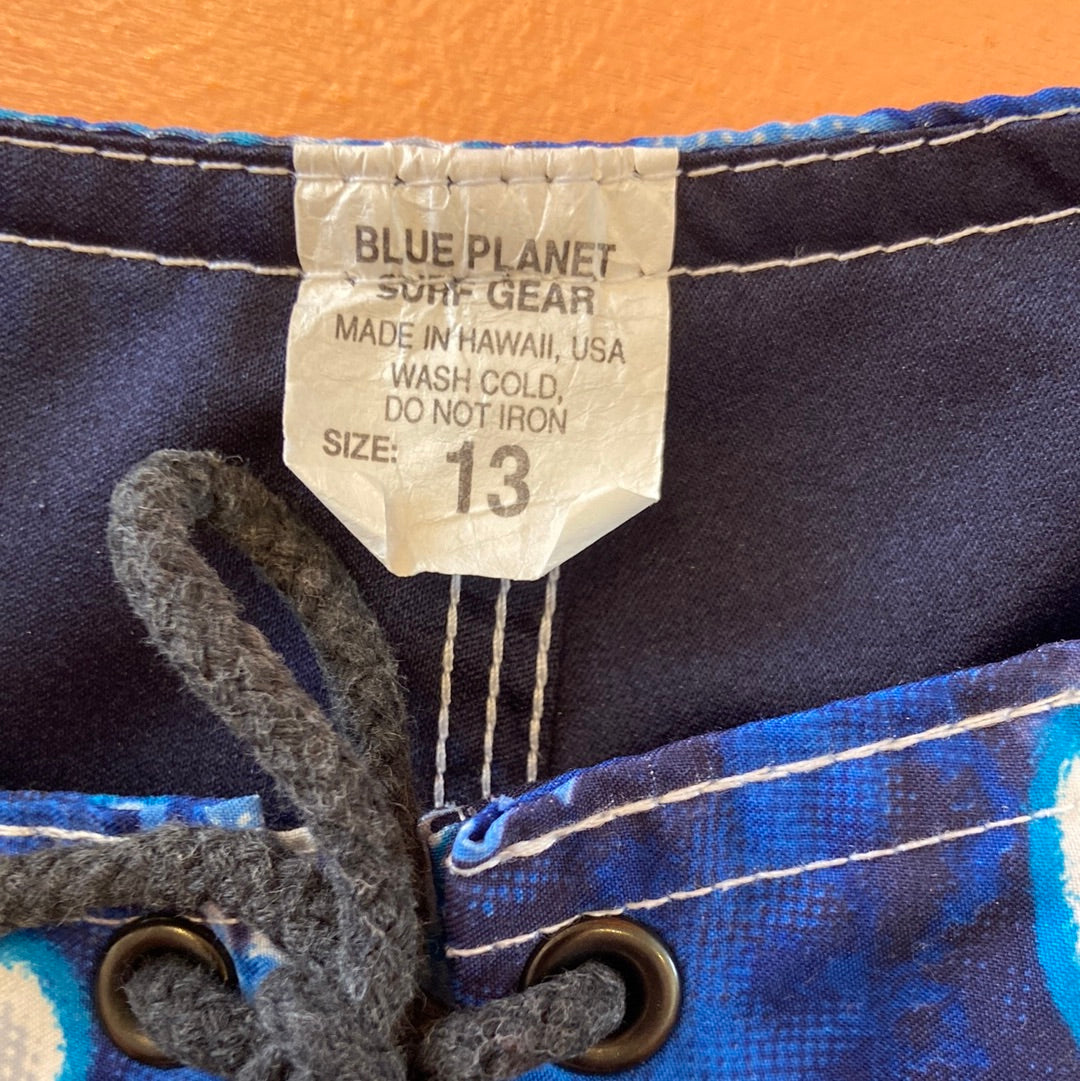 BLUE PLANET
SURF GEAR
MADE IN HAWAII, USA
WASH COLD,
DO NOT IRON
SIZE: 13